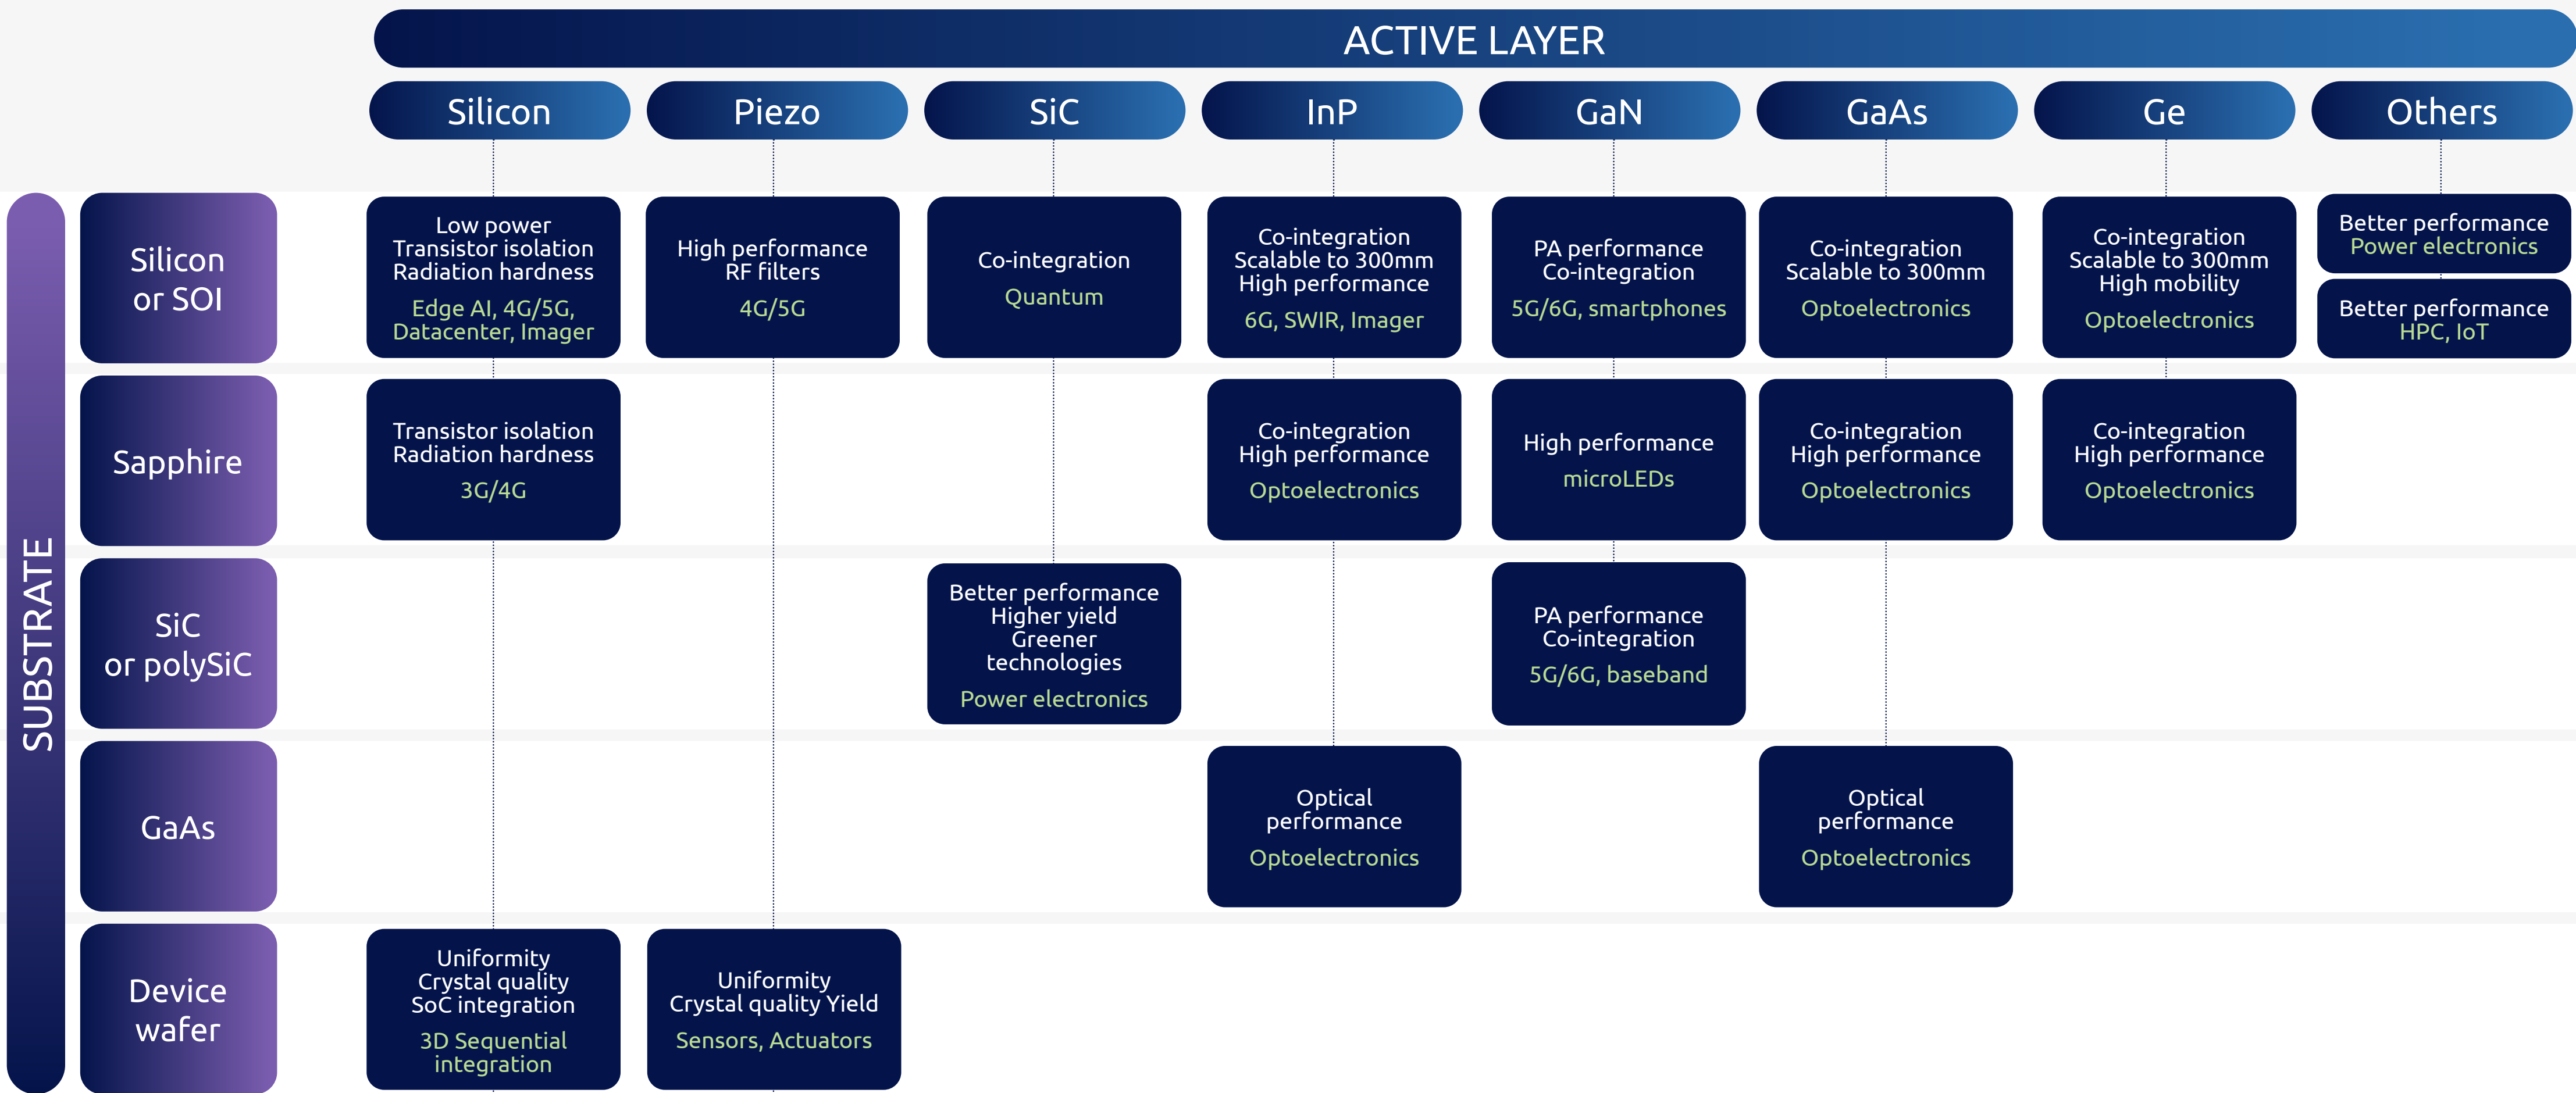 ACTIVE LAYER
Silicon
Piezo
SiC
InP
GaN
GaAs
Ge
Others
SUBSTRATE
Silicon
or SOI
Low power
Transistor isolation
Radiation hardness
Edge AI, 4G/5G,
Datacenter, Imager
High performance
RF filters
4G/5G
Co-integration
Quantum
Co-integration
Scalable to 300mm
High performance
6G, SWIR, Imager
PA performance
Co-integration
5G/6G, smartphones
Co-integration
Scalable to 300mm
Optoelectronics
Co-integration
Scalable to 300mm
High mobility
Optoelectronics
Better performance
Power electronics
Better performance
HPC, IoT
Sapphire
Transistor isolation
Radiation hardness
3G/4G
Co-integration
High performance
Optoelectronics
High performance
microLEDs
Co-integration
High performance
Optoelectronics
Co-integration
High performance
Optoelectronics
SiC
or polySiC
Better performance
Higher yield
Greener
technologies
Power electronics
PA performance
Co-integration
5G/6G, baseband
GaAs
Optical
performance
Optoelectronics
Optical
performance
Optoelectronics
Device
wafer
Uniformity
Crystal quality
SoC integration
3D Sequential
integration
Uniformity
Crystal quality Yield
Sensors, Actuators